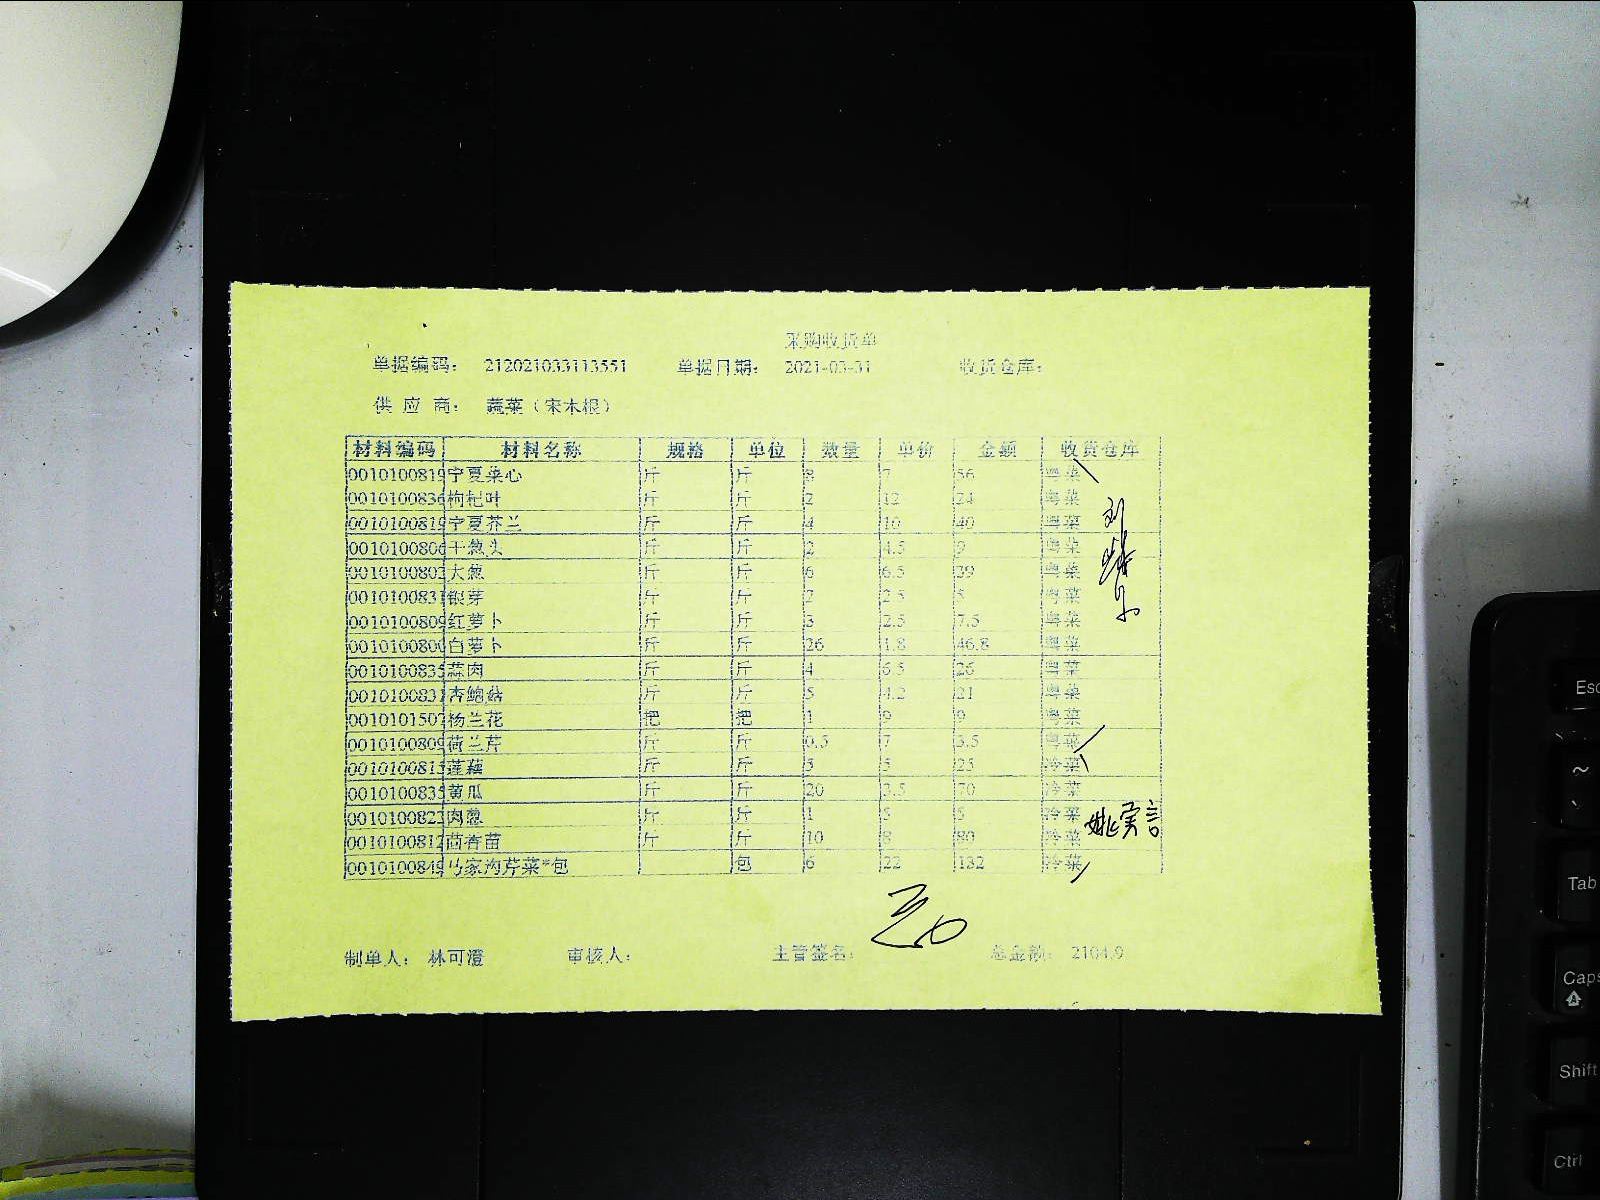 采购收货单
单据编码： 212021033113551 单据日期： 2021-03-31 收货仓库：
供 应 商： 蔬菜（宋木根）
材料编码 材料名称 规格 单位 数量 单价 金额 收货仓库
0010100819 宁夏菜心 斤 斤 8 7 56 粤菜
0010100836 枸杞叶 斤 斤 2 12 24 粤菜
0010100819 宁夏芥兰 斤 斤 4 10 40 粤菜
0010100806 干葱头 斤 斤 2 4.5 9 粤菜
0010100802 大葱 斤 斤 6 6.5 39 粤菜
0010100831 银芽 斤 斤 2 2.5 5 粤菜
0010100809 红萝卜 斤 斤 3 2.5 7.5 粤菜
0010100800 白萝卜 斤 斤 26 1.8 46.8 粤菜
0010100835 蒜肉 斤 斤 4 6.5 26 粤菜
0010100831 杏鲍菇 斤 斤 5 4.2 21 粤菜
0010101507 杨兰花 把 把 1 9 9 粤菜
0010100809 荷兰芹 斤 斤 0.5 7 3.5 粤菜
0010100813 莲藕 斤 斤 5 5 25 冷菜
0010100835 黄瓜 斤 斤 20 3.5 70 冷菜
0010100822 肉葱 斤 斤 1 5 5 冷菜
0010100812 茴香苗 斤 斤 10 8 80 冷菜
0010100849 马家沟芹菜*包 包 6 22 132 冷菜
制单人： 林可澧 审核人： 主管签名： 总金额： 2104.9
Esc
~
Tab
Caps
Shift
Ctrl